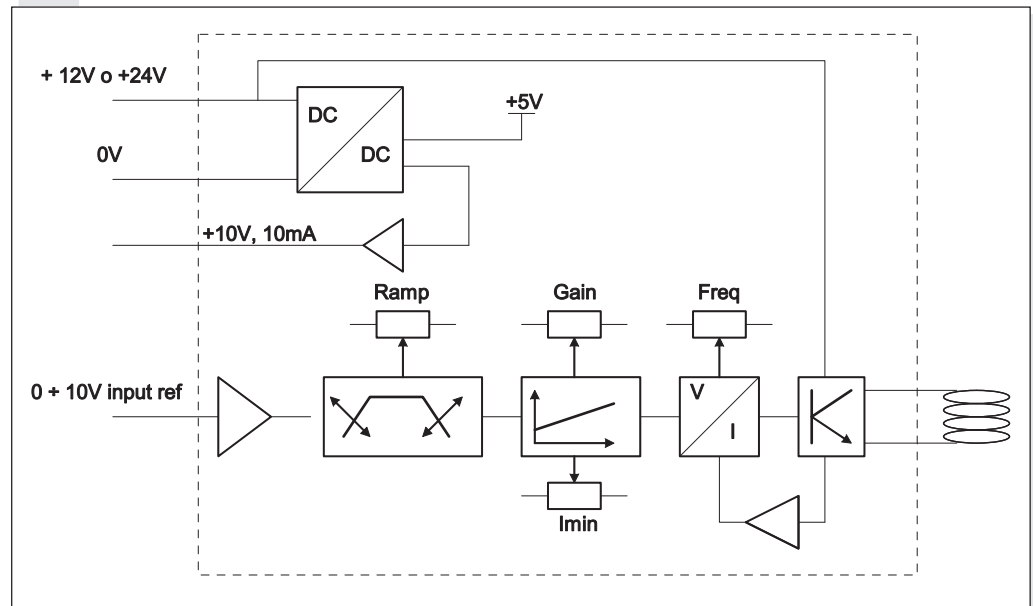 + 12V o +24V
DC
DC
+5V
0V
+10V, 10mA
Ramp
Gain
Freq
0 + 10V input ref
V
I
Imin